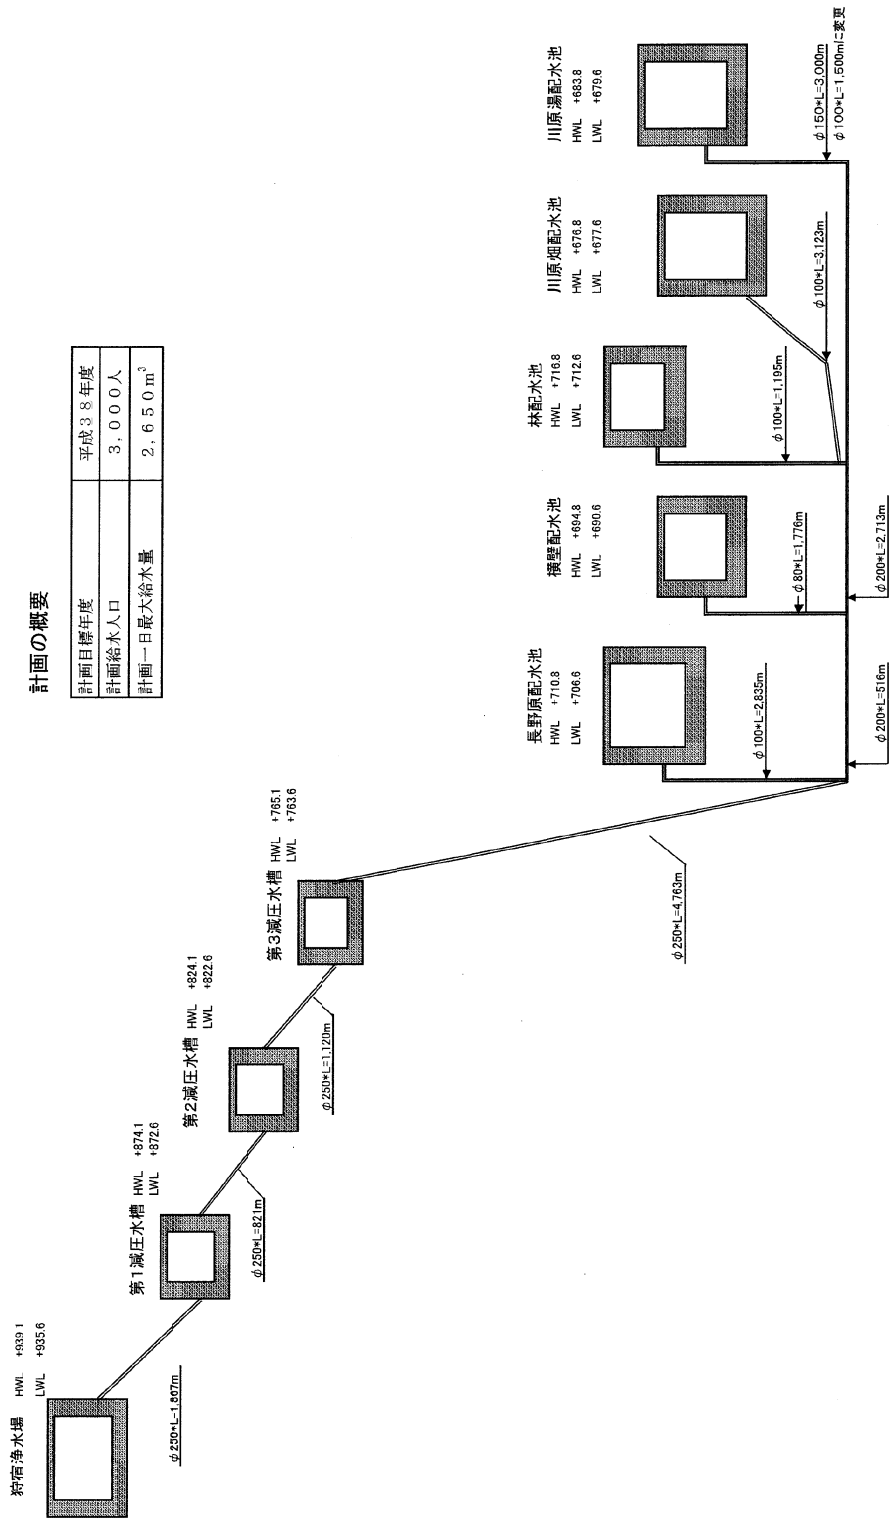 計画の概要
計画目標年度 平成38年度
計画給水人口 3,000人
計画一日最大給水量 2,650m³
狩宿浄水場
HWL +939.1
LWL +935.6
φ250*L=1,807m
第1減圧水槽
HWL +874.1
LWL +872.6
φ250*L=821m
第2減圧水槽
HWL +824.1
LWL +822.6
φ250*L=1,120m
第3減圧水槽
HWL +765.1
LWL +763.6
φ250*L=4,763m
長野原配水池
HWL +710.8
LWL +706.6
φ100*L=2,835m
φ200*L=516m
横壁配水池
HWL +694.8
LWL +690.6
φ80*L=1,776m
φ200*L=2,713m
林配水池
HWL +716.8
LWL +712.6
φ100*L=1,195m
川原畑配水池
HWL +676.8
LWL +677.6
φ100*L=3,123m
川原湯配水池
HWL +683.8
LWL +679.6
φ150*L=3,000m
φ100*L=1,500mに変更